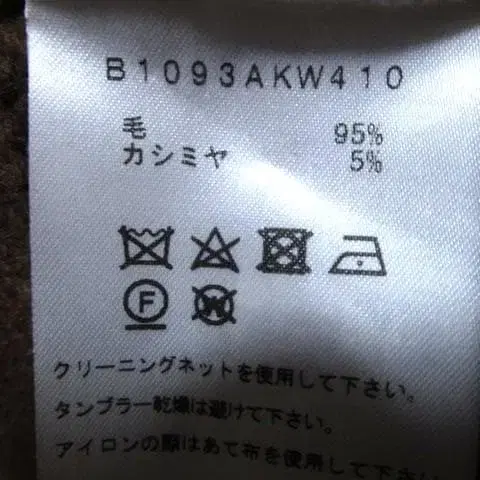 B1093AKW410
毛 95%
カシミヤ 5%
F W
クリーニングネットを使用して下さい。
タンブラー乾燥は避けて下さい。
アイロンの際はあて布を使用して下さい